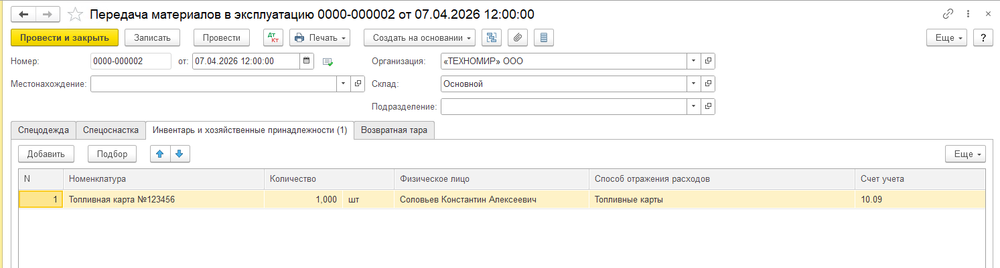 Передача материалов в эксплуатацию 0000-000002 от 07.04.2026 12:00:00
Провести и закрыть Записать Провести Дт Кт Печать Создать на основании Еще ?
Номер: 0000-000002 от: 07.04.2026 12:00:00 Организация: «ТЕХНОМИР» ООО
Местонахождение: Склад: Основной
Подразделение:
Спецодежда Спецоснастка Инвентарь и хозяйственные принадлежности (1) Возвратная тара
Добавить Подбор Еще
N Номенклатура Количество Физическое лицо Способ отражения расходов Счет учета
1 Топливная карта №123456 1,000 шт Соловьев Константин Алексеевич Топливные карты 10.09